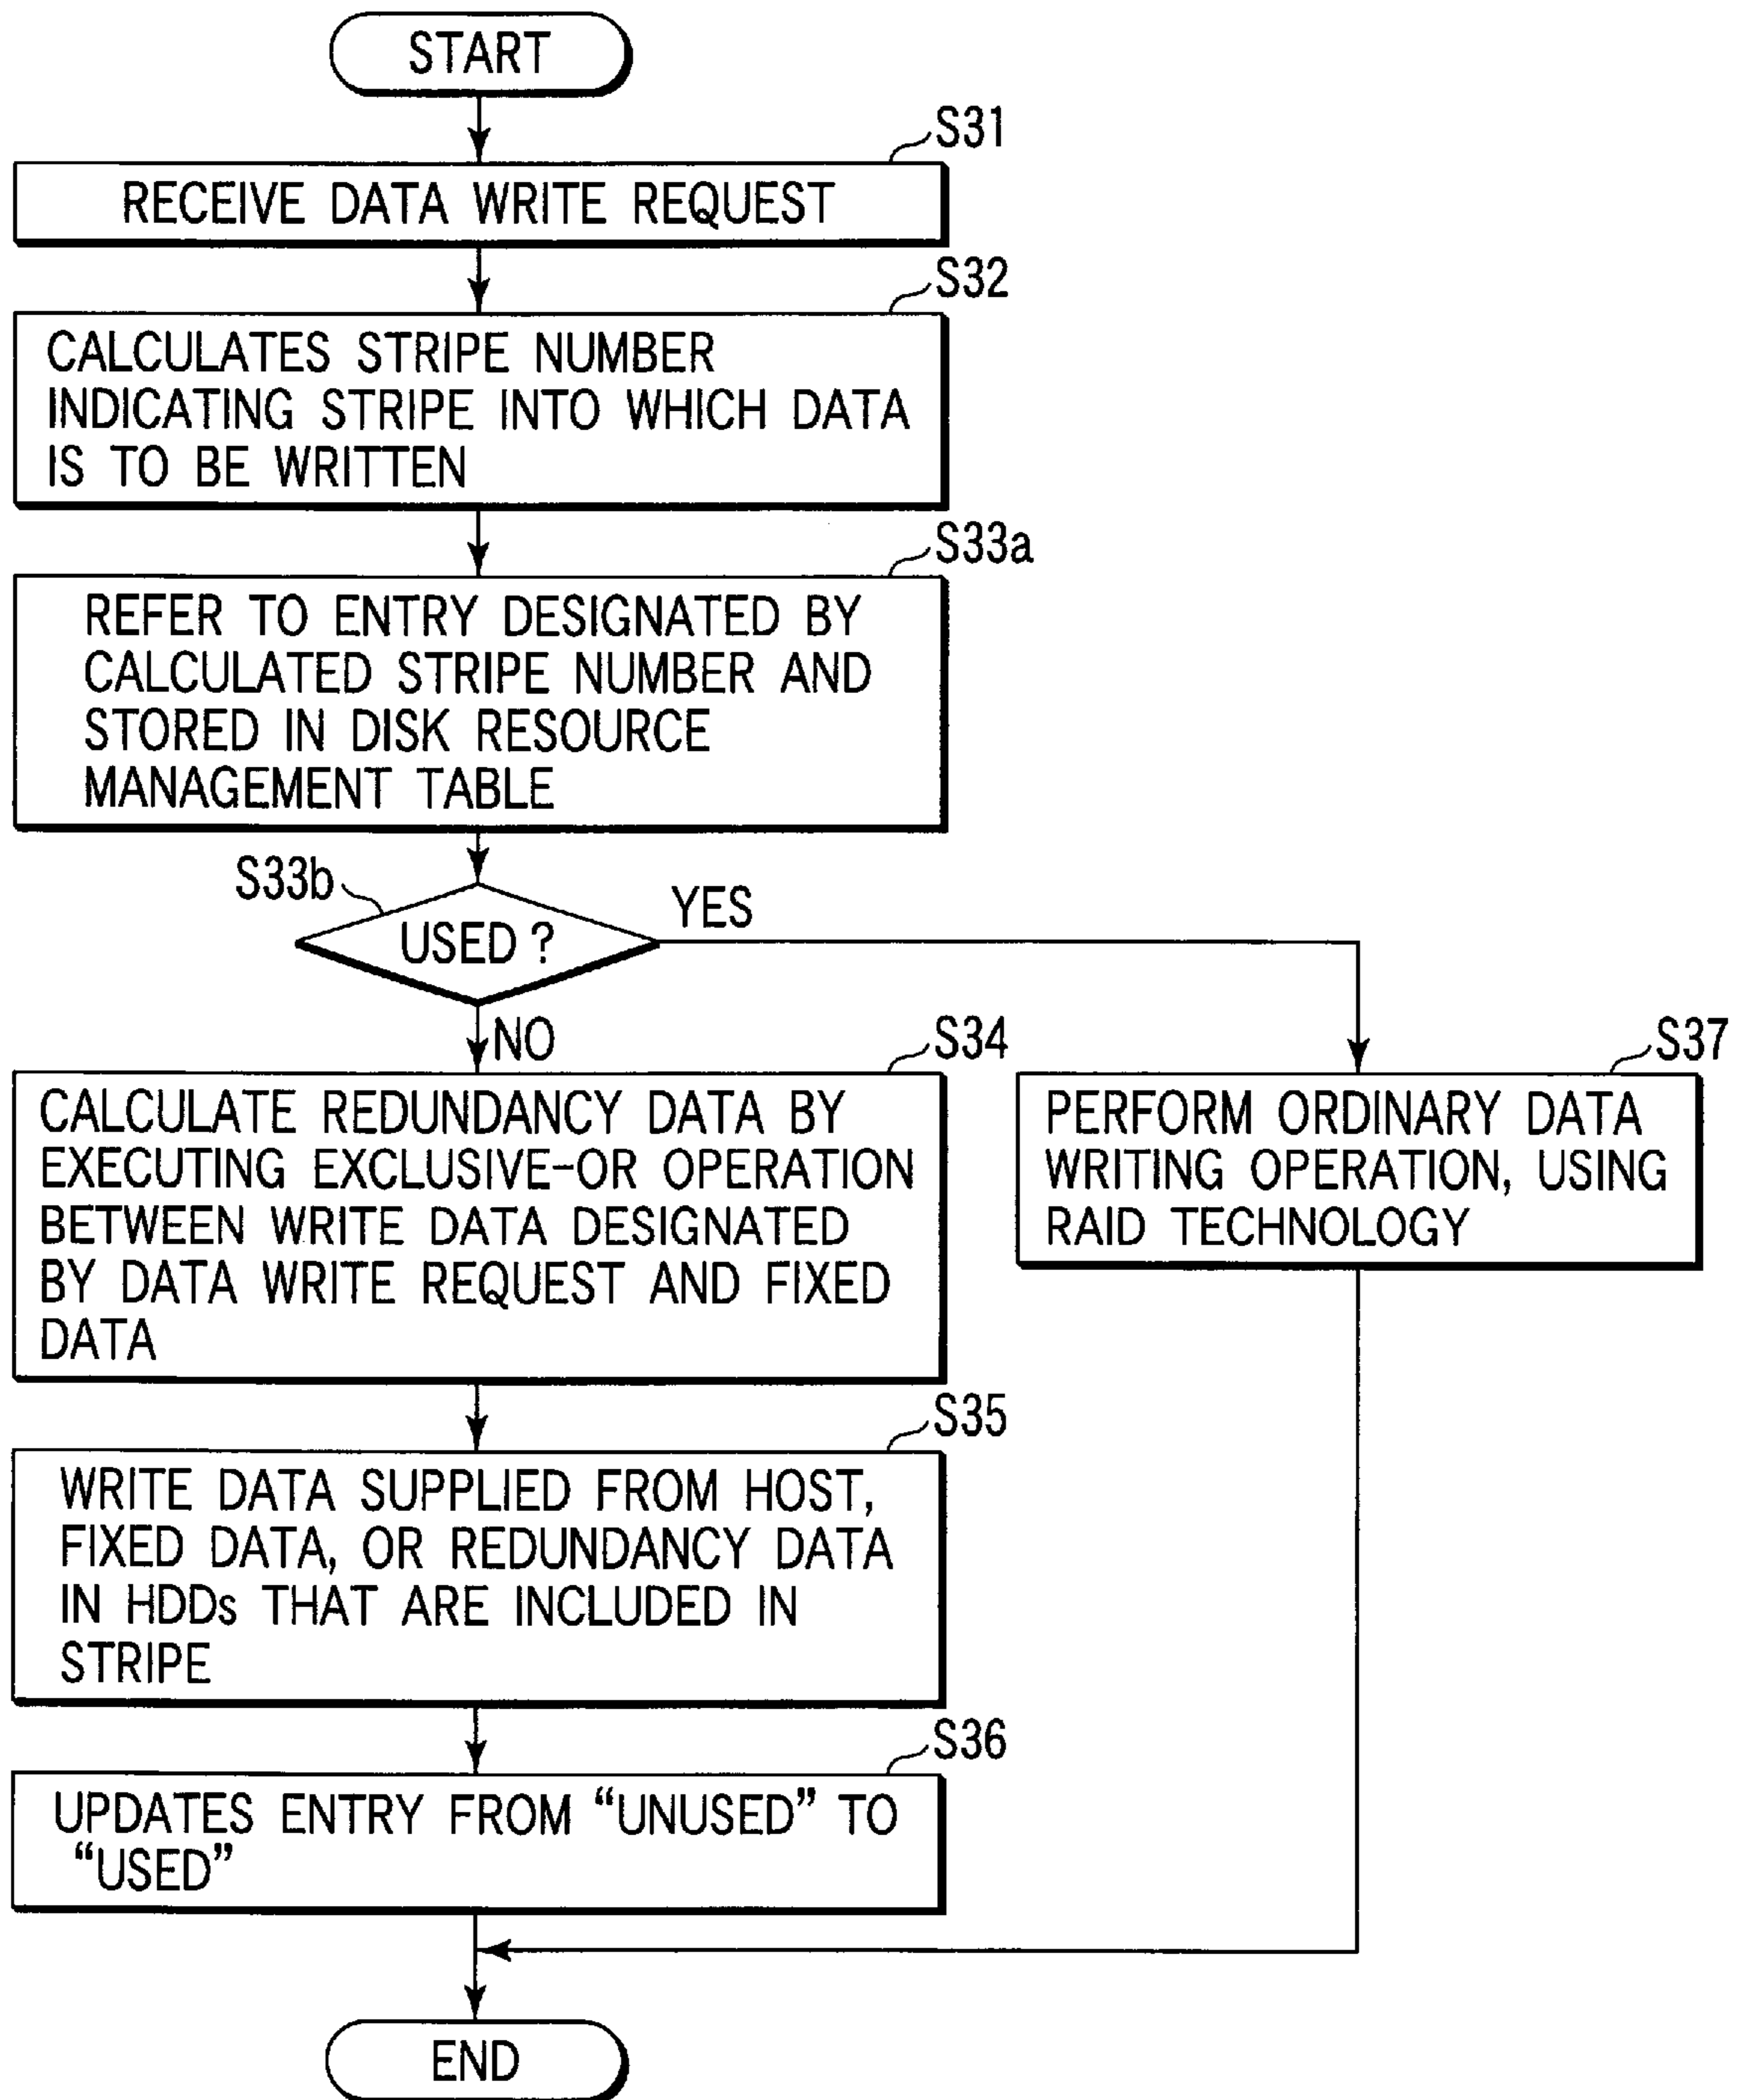 START
S31
RECEIVE DATA WRITE REQUEST
S32
CALCULATES STRIPE NUMBER
INDICATING STRIPE INTO WHICH DATA
IS TO BE WRITTEN
S33a
REFER TO ENTRY DESIGNATED BY
CALCULATED STRIPE NUMBER AND
STORED IN DISK RESOURCE
MANAGEMENT TABLE
S33b
USED ?
YES
NO
S34
CALCULATE REDUNDANCY DATA BY
EXECUTING EXCLUSIVE-OR OPERATION
BETWEEN WRITE DATA DESIGNATED
BY DATA WRITE REQUEST AND FIXED
DATA
S37
PERFORM ORDINARY DATA
WRITING OPERATION, USING
RAID TECHNOLOGY
S35
WRITE DATA SUPPLIED FROM HOST,
FIXED DATA, OR REDUNDANCY DATA
IN HDDs THAT ARE INCLUDED IN
STRIPE
S36
UPDATES ENTRY FROM “UNUSED” TO
“USED”
END